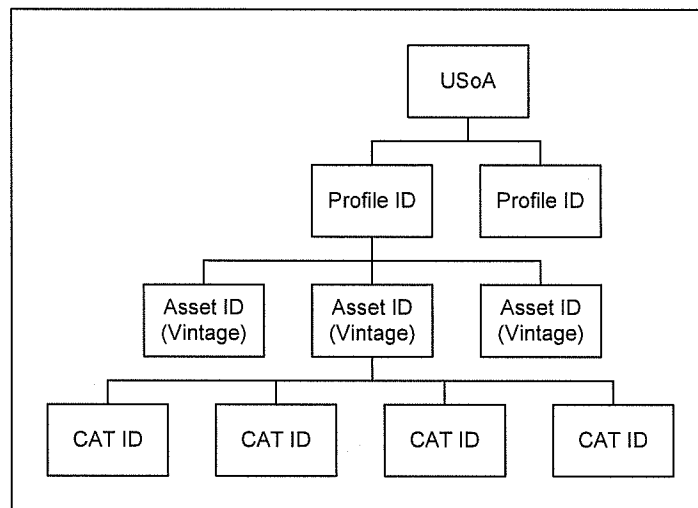 USoA
Profile ID
Profile ID
Asset ID
(Vintage)
Asset ID
(Vintage)
Asset ID
(Vintage)
CAT ID
CAT ID
CAT ID
CAT ID